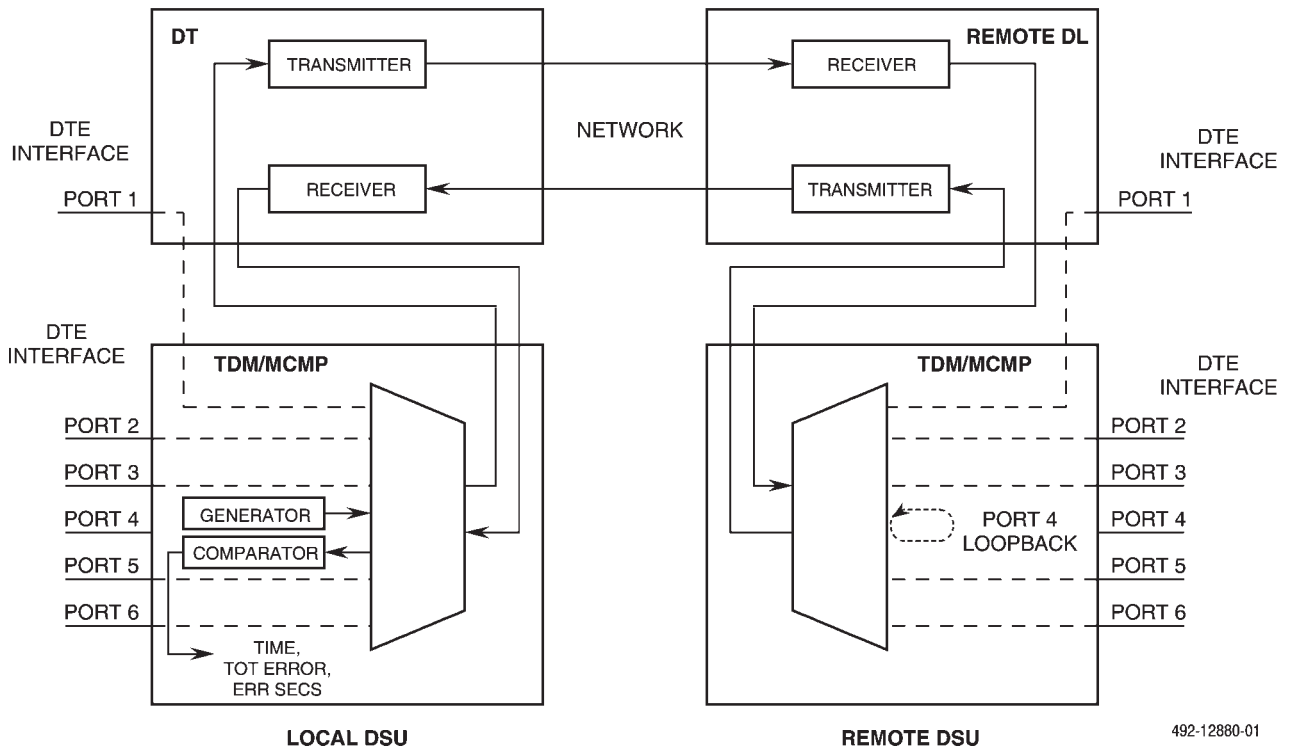 DT
TRANSMITTER
RECEIVER
DTE
INTERFACE
PORT 1
NETWORK
REMOTE DL
RECEIVER
TRANSMITTER
DTE
INTERFACE
PORT 1
DTE
INTERFACE
TDM/MCMP
PORT 2
PORT 3
GENERATOR
PORT 4
COMPARATOR
PORT 5
PORT 6
TIME,
TOT ERROR,
ERR SECS
LOCAL DSU
TDM/MCMP
DTE
INTERFACE
PORT 2
PORT 3
PORT 4
LOOPBACK
PORT 4
PORT 5
PORT 6
REMOTE DSU
492-12880-01